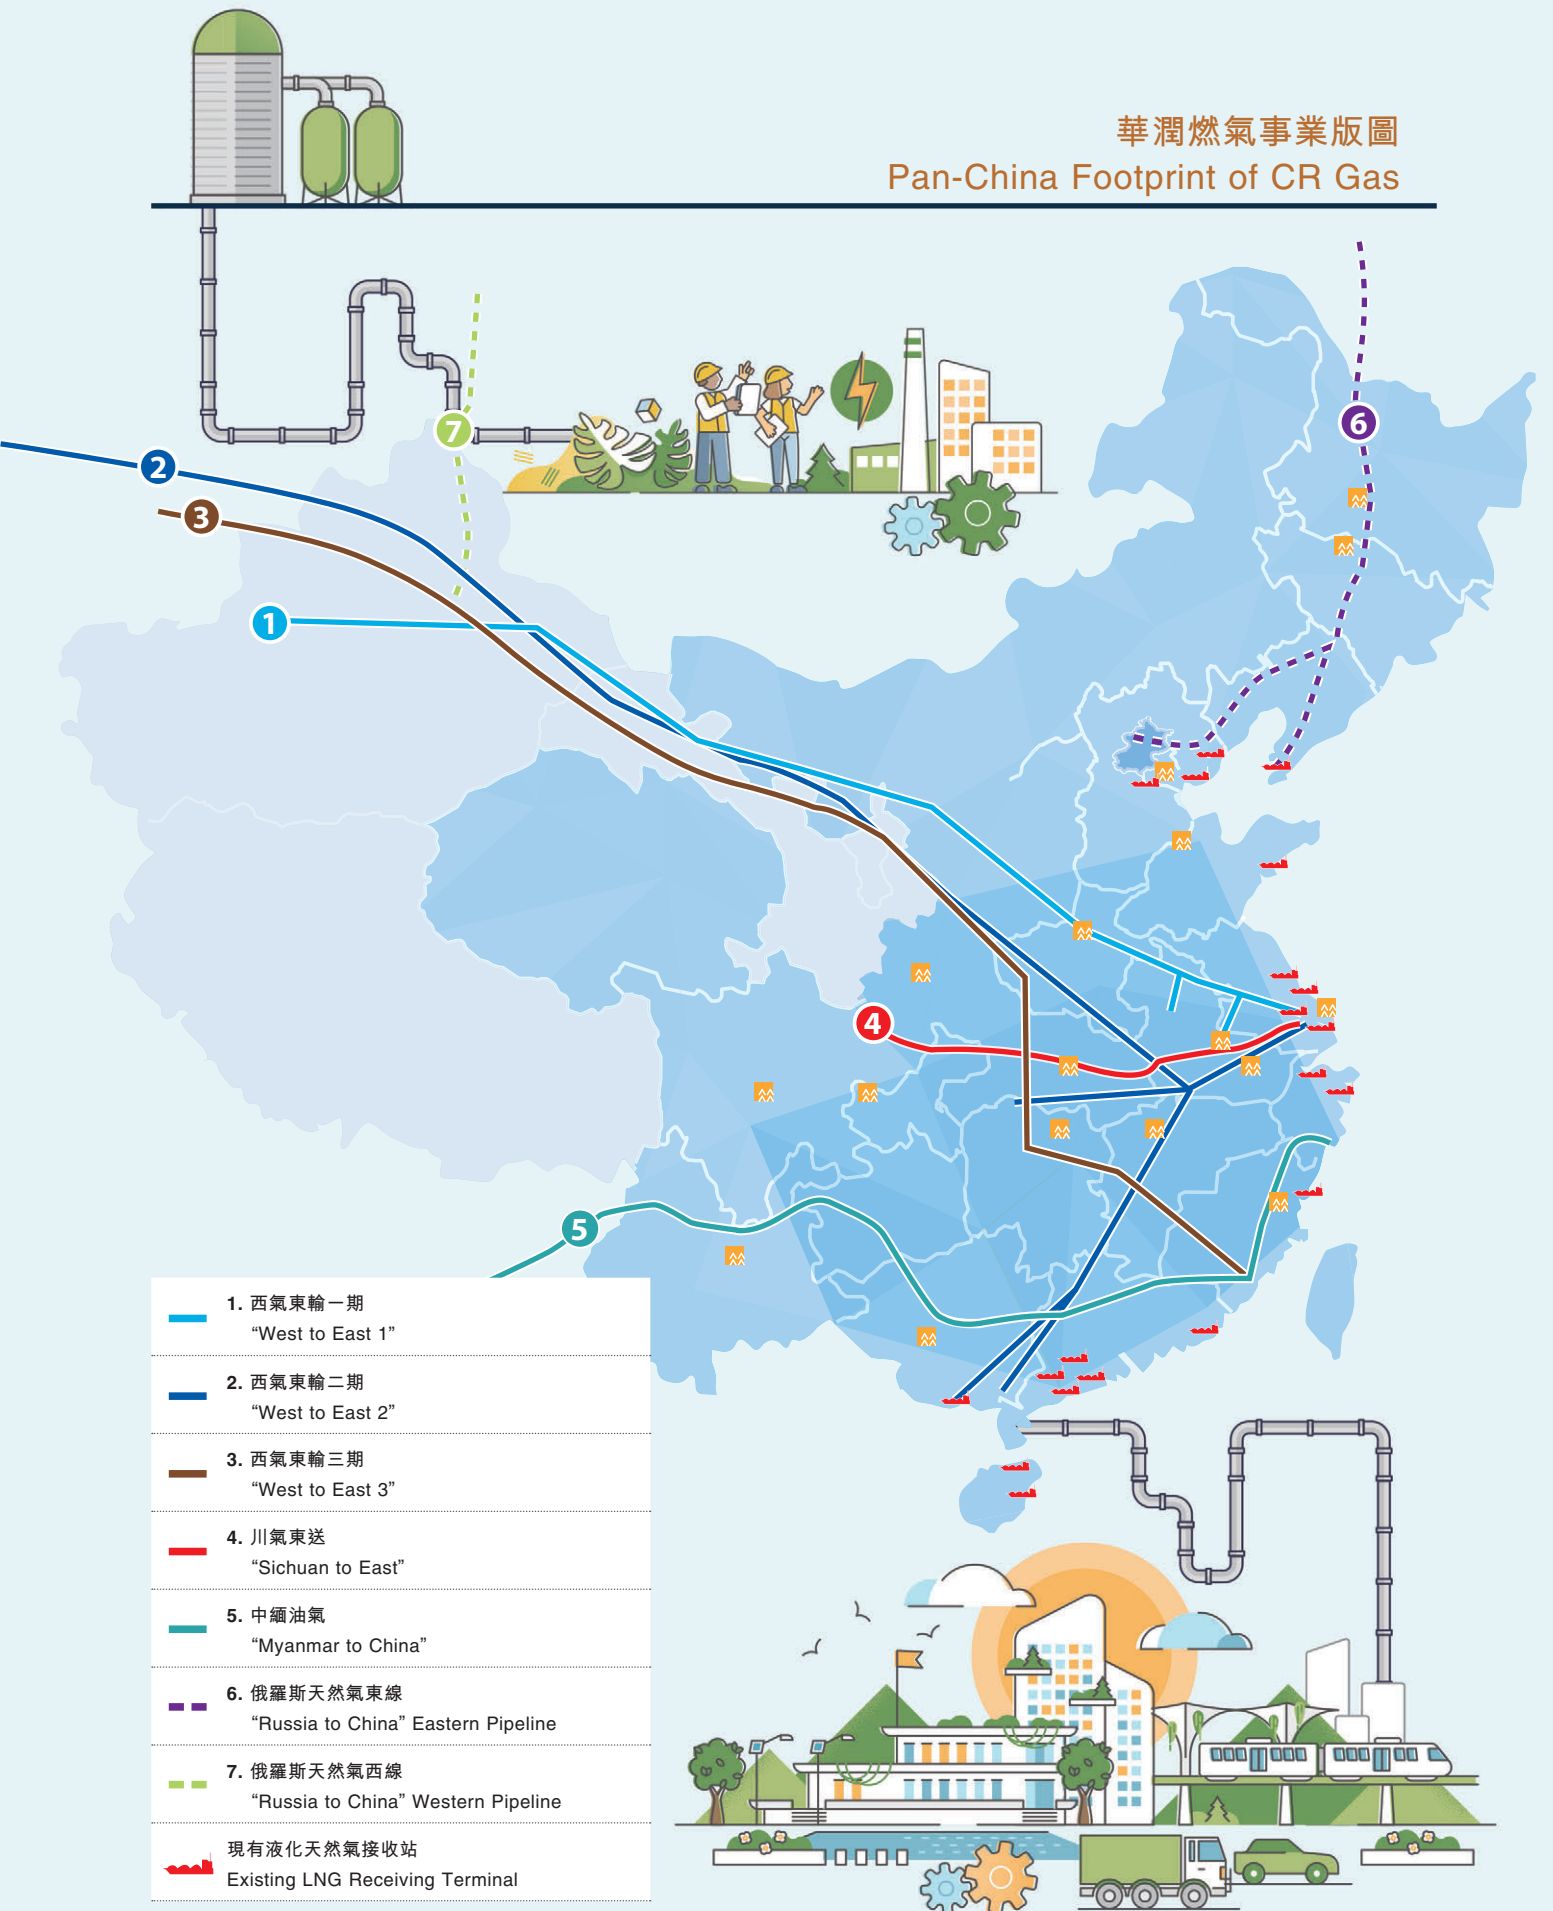 華潤燃氣事業版圖
Pan-China Footprint of CR Gas
7
6
2
3
1
4
5
1. 西氣東輸一期
“West to East 1”
2. 西氣東輸二期
“West to East 2”
3. 西氣東輸三期
“West to East 3”
4. 川氣東送
“Sichuan to East”
5. 中緬油氣
“Myanmar to China”
6. 俄羅斯天然氣東線
“Russia to China” Eastern Pipeline
7. 俄羅斯天然氣西線
“Russia to China” Western Pipeline
現有液化天然氣接收站
Existing LNG Receiving Terminal